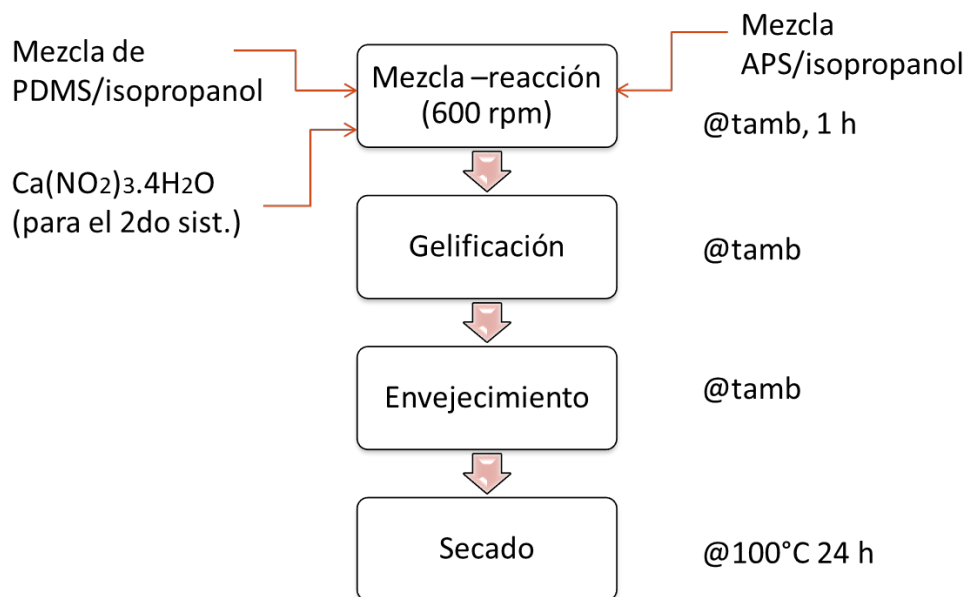 Mezcla de
PDMS/isopropanol
Mezcla –reacción
(600 rpm)
Mezcla
APS/isopropanol
@tamb, 1 h
Ca(NO2)3.4H2O
(para el 2do sist.)
Gelificación
@tamb
Envejecimiento
@tamb
Secado
@100°C 24 h